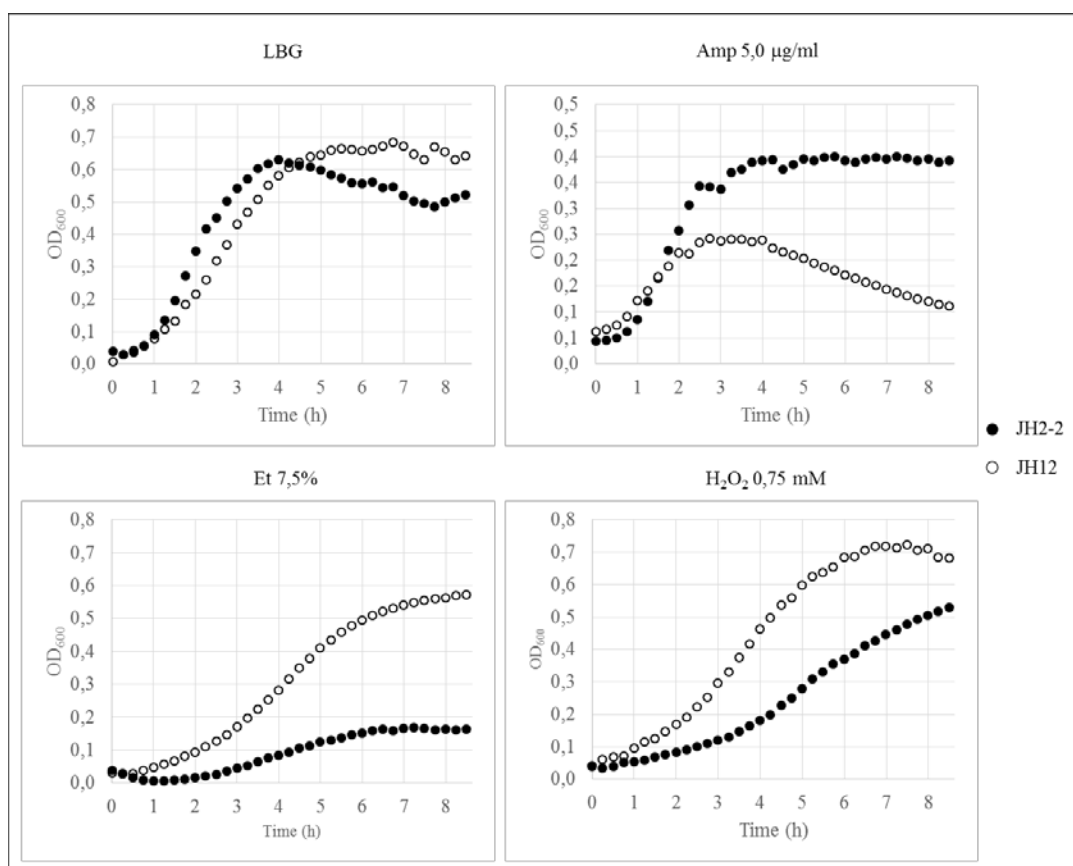 LBG
0,8
0,7
0,6
0,5
0,4
0,3
0,2
0,1
0,0
OD600
0 1 2 3 4 5 6 7 8
Time (h)
Amp 5,0 μg/ml
0,5
0,5
0,4
0,4
0,3
0,3
0,2
0,2
0,1
0,1
0,0
OD600
0 1 2 3 4 5 6 7 8
Time (h)
JH2-2
JH12
Et 7,5%
0,8
0,7
0,6
0,5
0,4
0,3
0,2
0,1
0,0
OD600
0 1 2 3 4 5 6 7 8
Time (h)
H2O2 0,75 mM
0,8
0,7
0,6
0,5
0,4
0,3
0,2
0,1
0,0
OD600
0 1 2 3 4 5 6 7 8
Time (h)